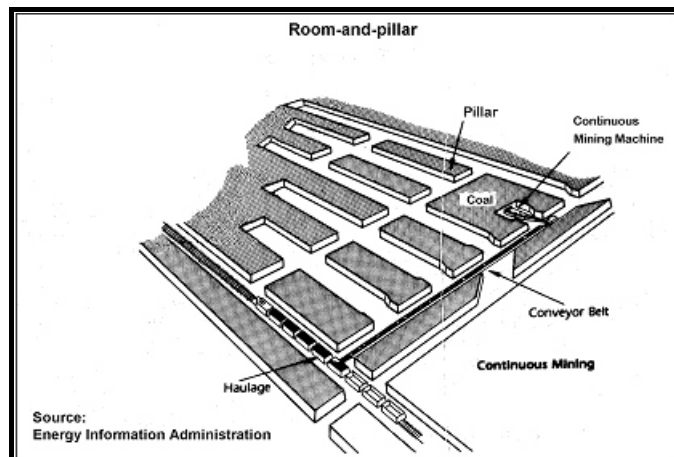 Room-and-pillar
Pillar
Continuous
Mining Machine
Coal
Conveyor Belt
Continuous Mining
Haulage
Source:
Energy Information Administration